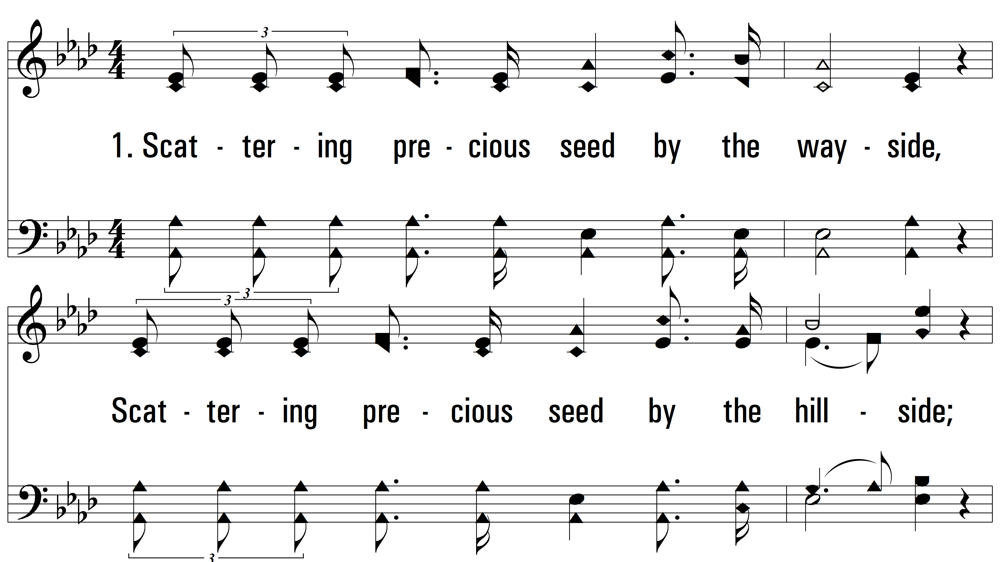 3
1. Scat - ter - ing pre - cious seed by the way - side,
3
3
Scat - ter - ing pre - cious seed by the hill - side;
3